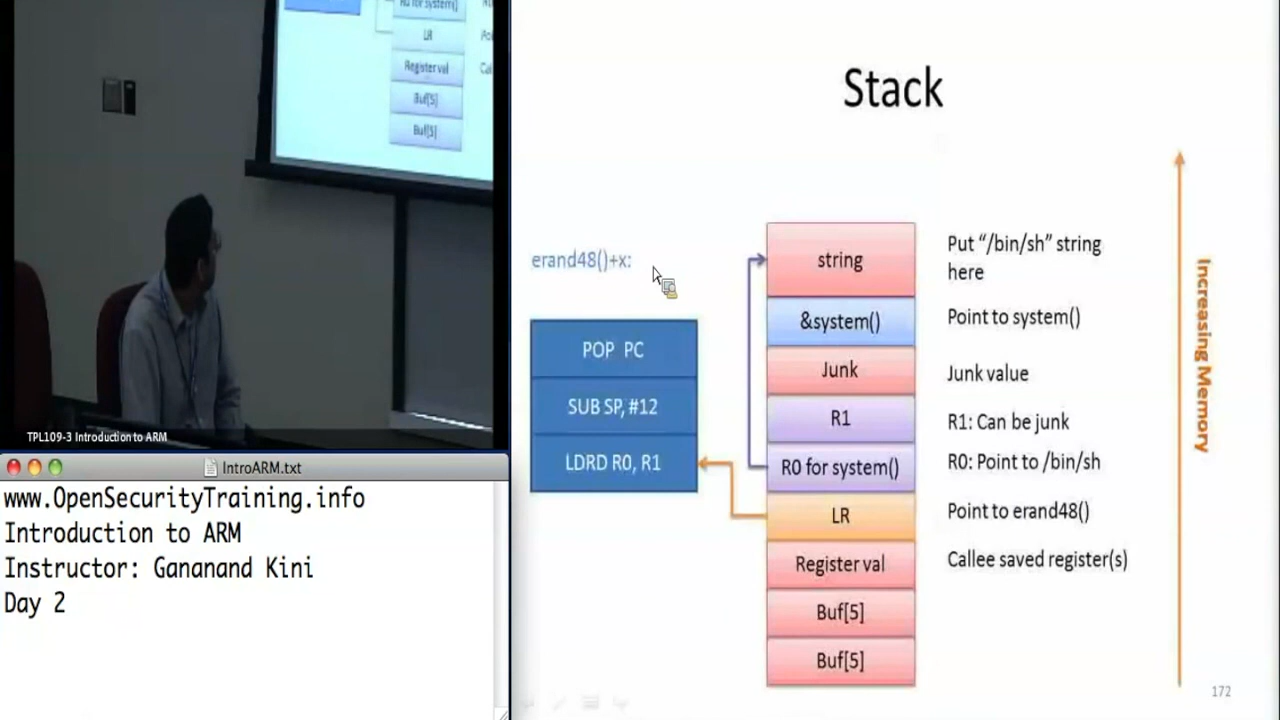 R0 for system()
LR
Register val
Buf[5]
Buf[5]
TPL109-3 Introduction to ARM
IntroARM.txt
www.OpenSecurityTraining.info
Introduction to ARM
Instructor: Gananand Kini
Day 2
Stack
erand48()+x:
POP PC
SUB SP, #12
LDRD R0, R1
string
&system()
Junk
R1
R0 for system()
LR
Register val
Buf[5]
Buf[5]
Put “/bin/sh” string
here
Point to system()
Junk value
R1: Can be junk
R0: Point to /bin/sh
Point to erand48()
Callee saved register(s)
Increasing Memory
172